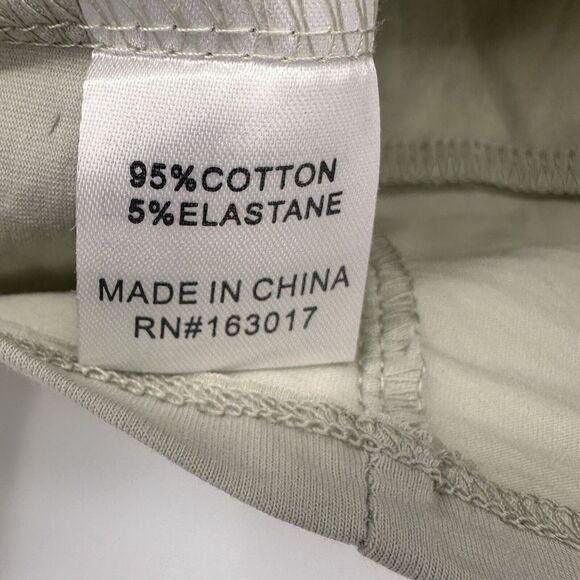 95%COTTON
5%ELASTANE
MADE IN CHINA
RN#163017